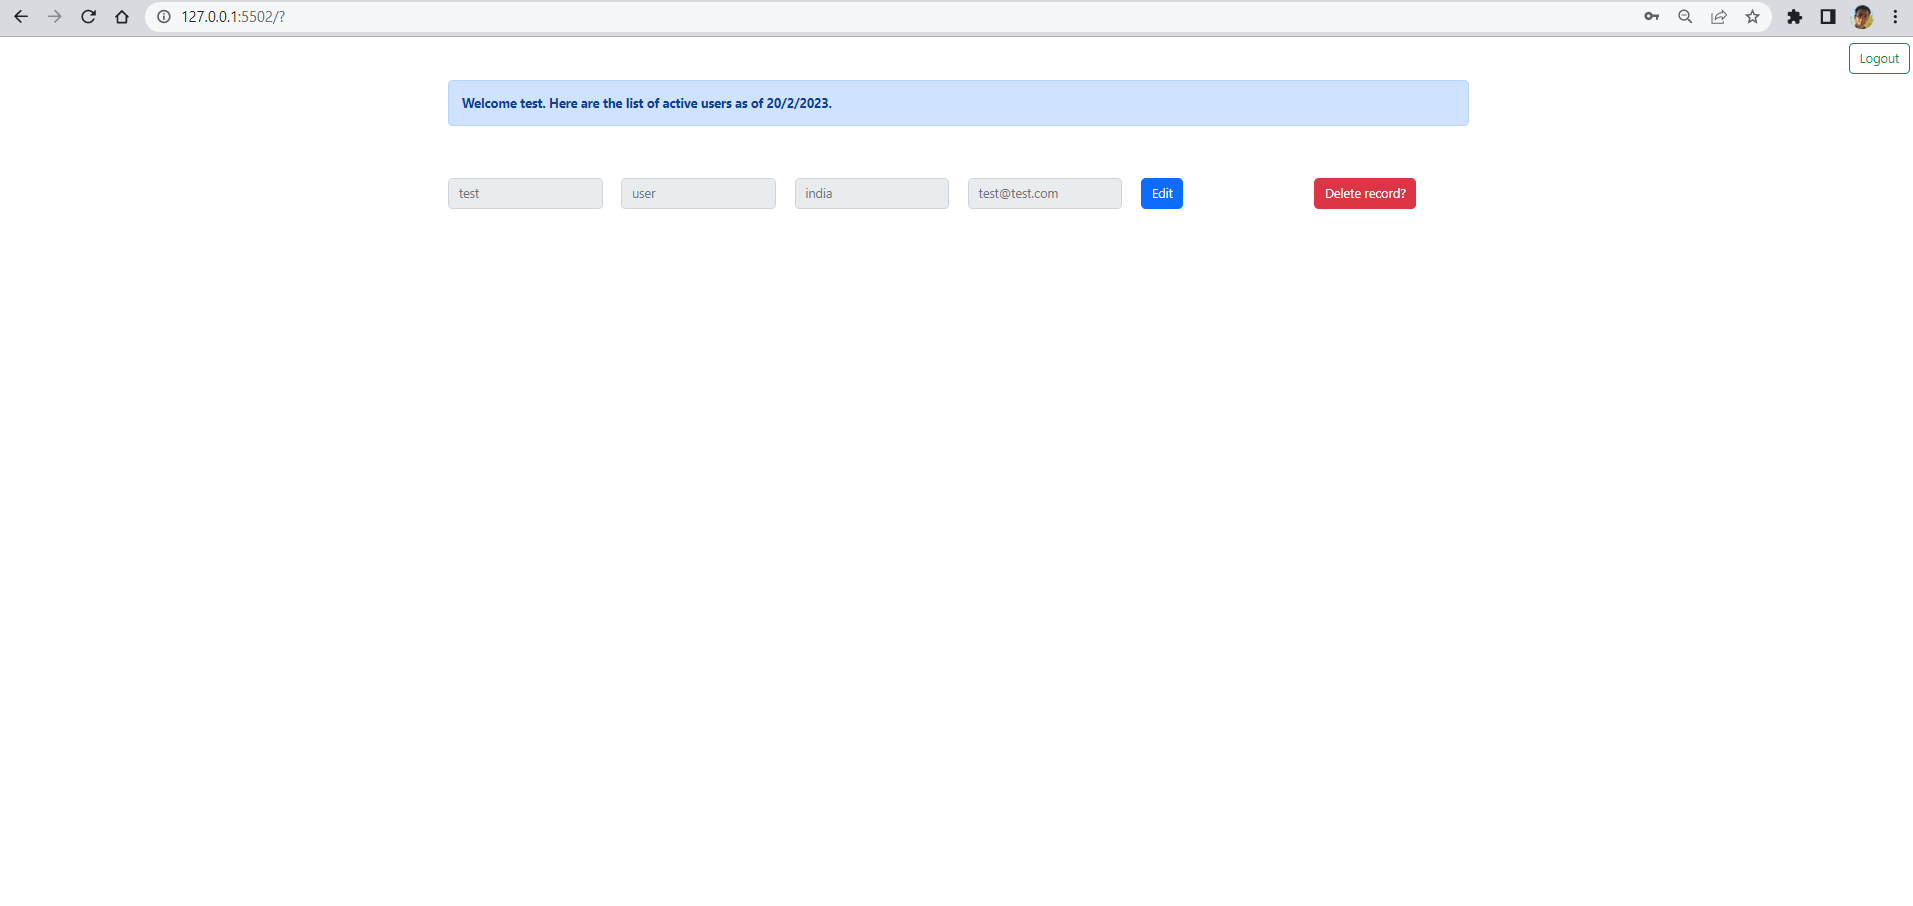 127.0.0.1:5502/?
Logout
Welcome test. Here are the list of active users as of 20/2/2023.
test user india test@test.com Edit Delete record?